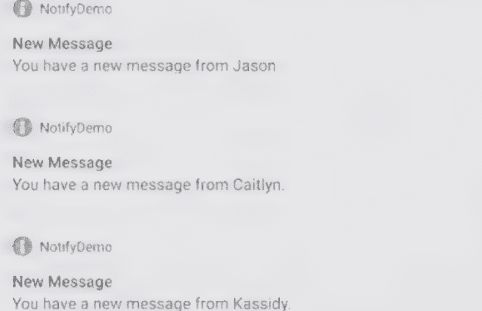 NotifyDemo
New Message
You have a new message from Jason
NotifyDemo
New Message
You have a new message from Caitlyn.
NotifyDemo
New Message
You have a new message from Kassidy.